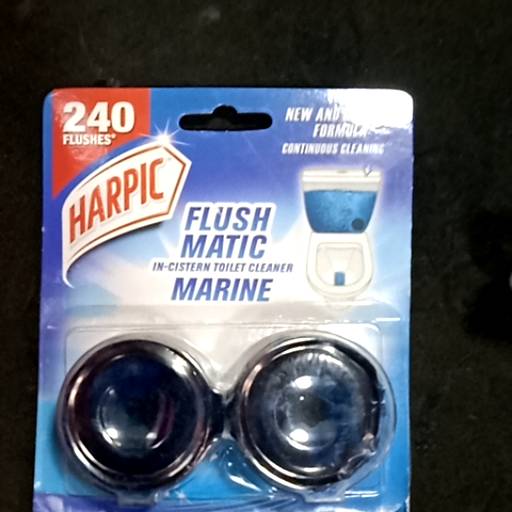 240
FLUSHES*
NEW AND
FORMULA
CONTINUOUS CLEANING
HARPIC
FLUSH
MATIC
IN-CISTERN TOILET CLEANER
MARINE